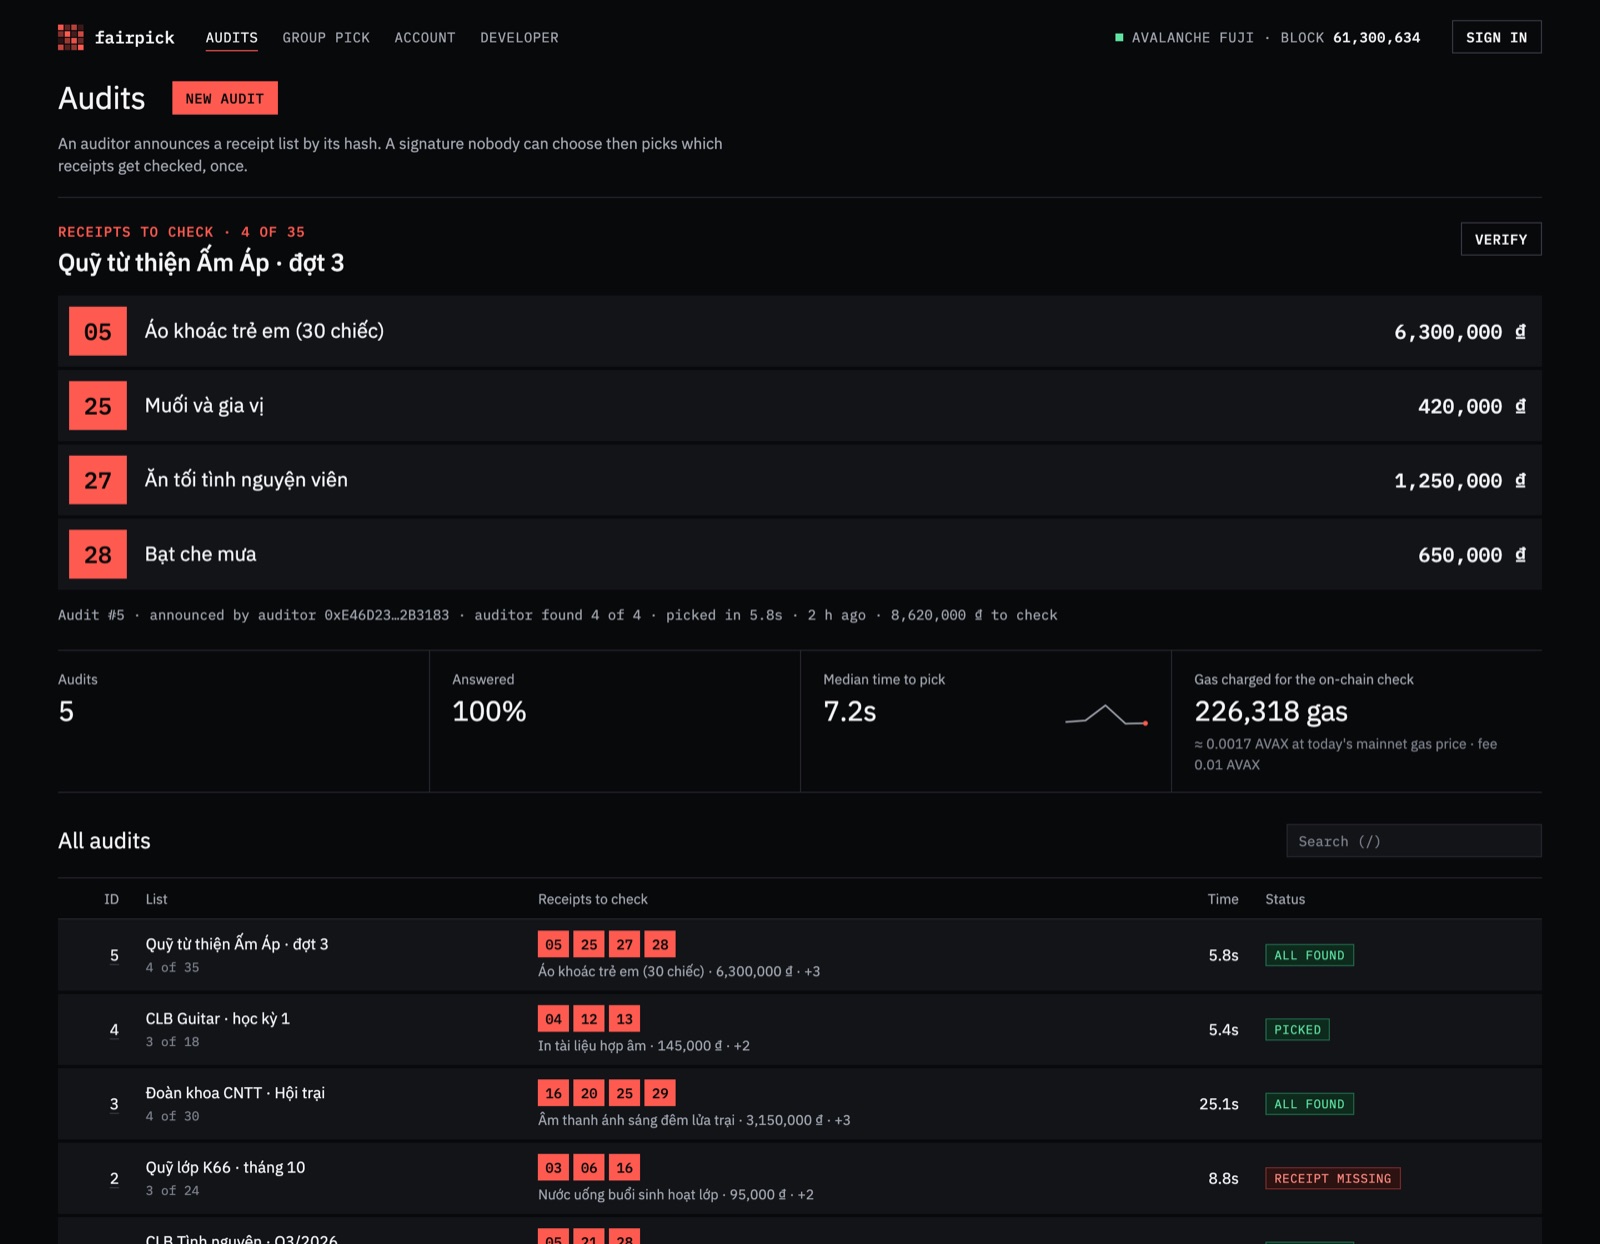 fairpick AUDITS GROUP PICK ACCOUNT DEVELOPER AVALANCHE FUJI · BLOCK 61,300,634 SIGN IN
Audits NEW AUDIT
An auditor announces a receipt list by its hash. A signature nobody can choose then picks which
receipts get checked, once.
RECEIPTS TO CHECK · 4 OF 35
VERIFY
Quỹ từ thiện Ấm Áp · đợt 3
05 Áo khoác trẻ em (30 chiếc) 6,300,000 ₫
25 Muối và gia vị 420,000 ₫
27 Ăn tối tình nguyện viên 1,250,000 ₫
28 Bạt che mưa 650,000 ₫
Audit #5 · announced by auditor 0xE46D23…2B3183 · auditor found 4 of 4 · picked in 5.8s · 2 h ago · 8,620,000 ₫ to check
Audits
5
Answered
100%
Median time to pick
7.2s
Gas charged for the on-chain check
226,318 gas
≈ 0.0017 AVAX at today's mainnet gas price · fee
0.01 AVAX
All audits Search (/)
ID List Receipts to check Time Status
5 Quỹ từ thiện Ấm Áp · đợt 3 05 25 27 28 5.8s ALL FOUND
4 of 35 Áo khoác trẻ em (30 chiếc) · 6,300,000 ₫ · +3
4 CLB Guitar · học kỳ 1 04 12 13 5.4s PICKED
3 of 18 In tài liệu hợp âm · 145,000 ₫ · +2
3 Đoàn khoa CNTT · Hội trại 16 20 25 29 25.1s ALL FOUND
4 of 30 Âm thanh ánh sáng đêm lửa trại · 3,150,000 ₫ · +3
2 Quỹ lớp K66 · tháng 10 03 06 16 8.8s RECEIPT MISSING
3 of 24 Nước uống buổi sinh hoạt lớp · 95,000 ₫ · +2
CLB Tình nguyện · Q3/2026 05 21 28